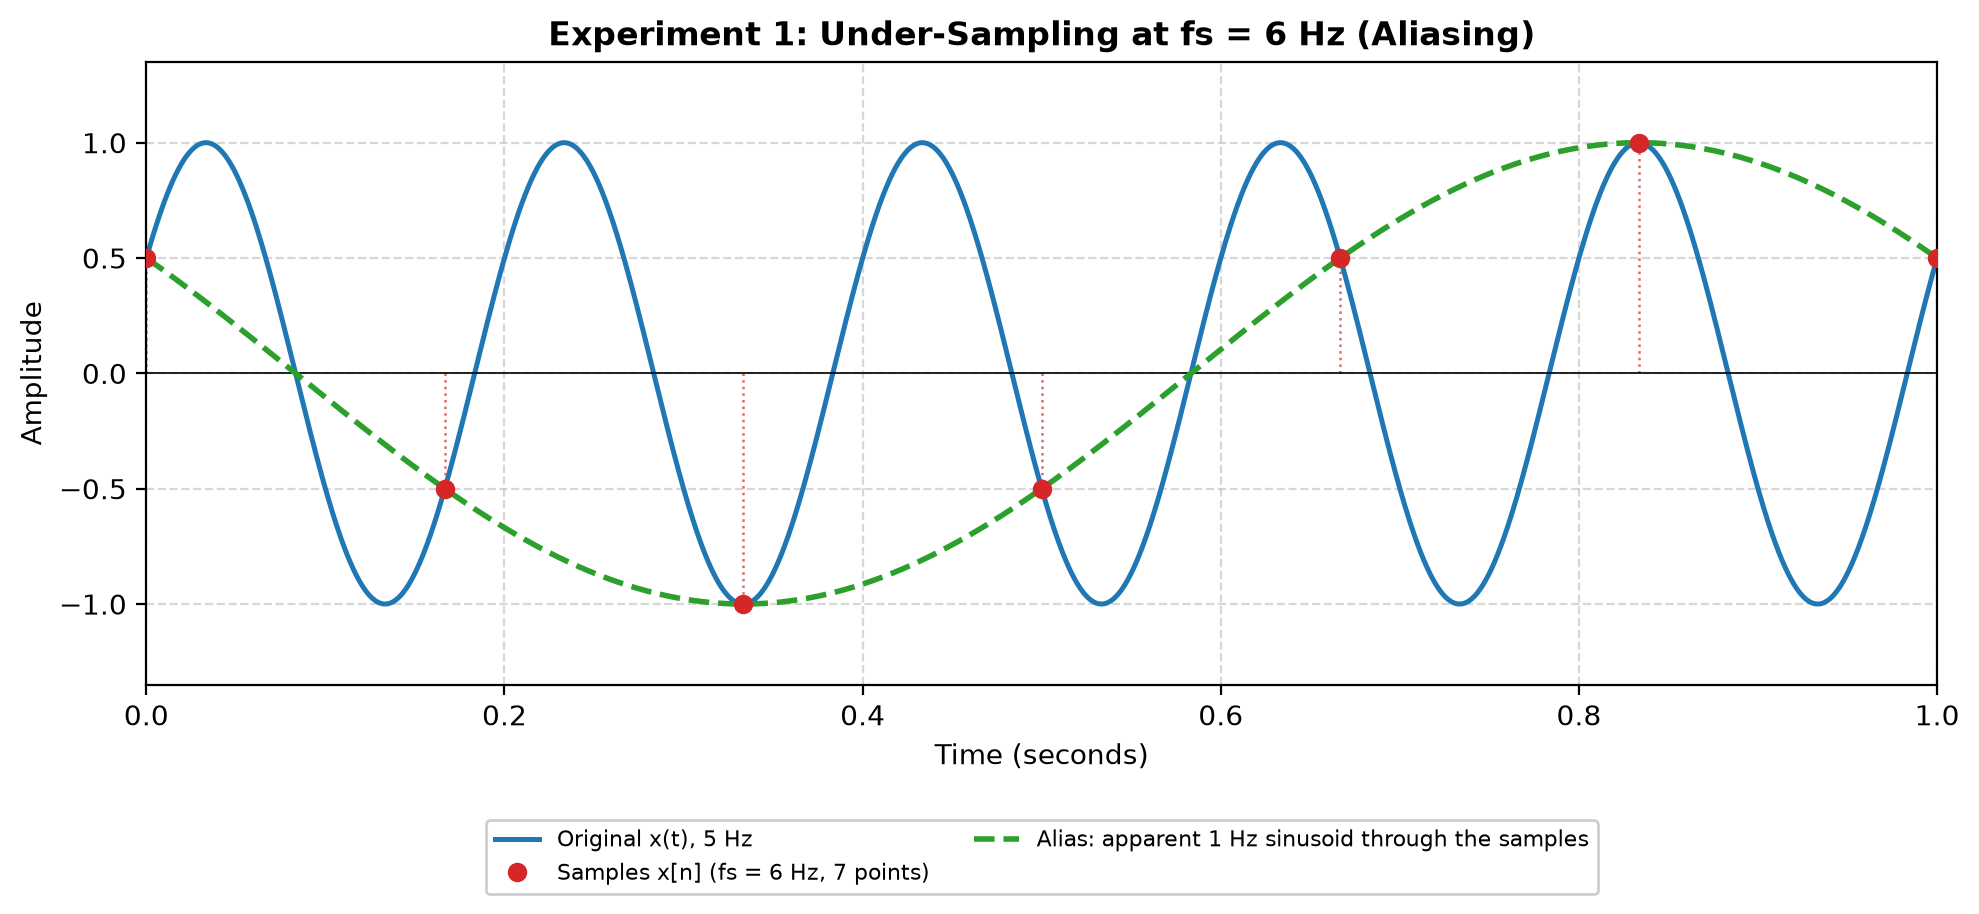 Experiment 1: Under-Sampling at fs = 6 Hz (Aliasing)
Amplitude
1.0
0.5
0.0
−0.5
−1.0
0.0 0.2 0.4 0.6 0.8 1.0
Time (seconds)
Original x(t), 5 Hz
Samples x[n] (fs = 6 Hz, 7 points)
Alias: apparent 1 Hz sinusoid through the samples